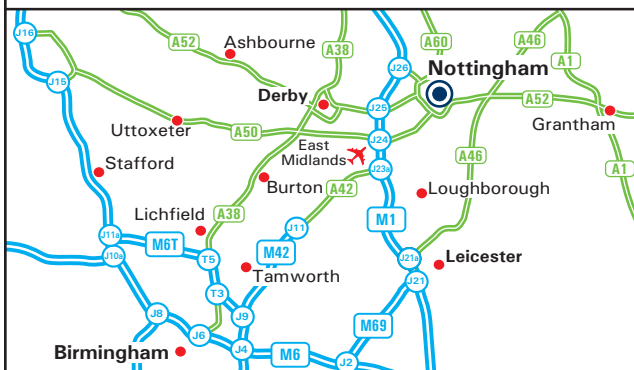 J16
A52
Ashbourne
A38
A60
A46
A1
J26
Nottingham
J15
Derby
J25
A52
Grantham
Uttoxeter
A50
J24
East
Midlands
A46
Stafford
J23a
A1
Burton
A42
Loughborough
Lichfield
A38
M1
J11
J11a
M6T
M42
J10a
T5
J21a
Leicester
Tamworth
J21
T3
J8
J9
M69
J6
Birmingham
J4
M6
J2